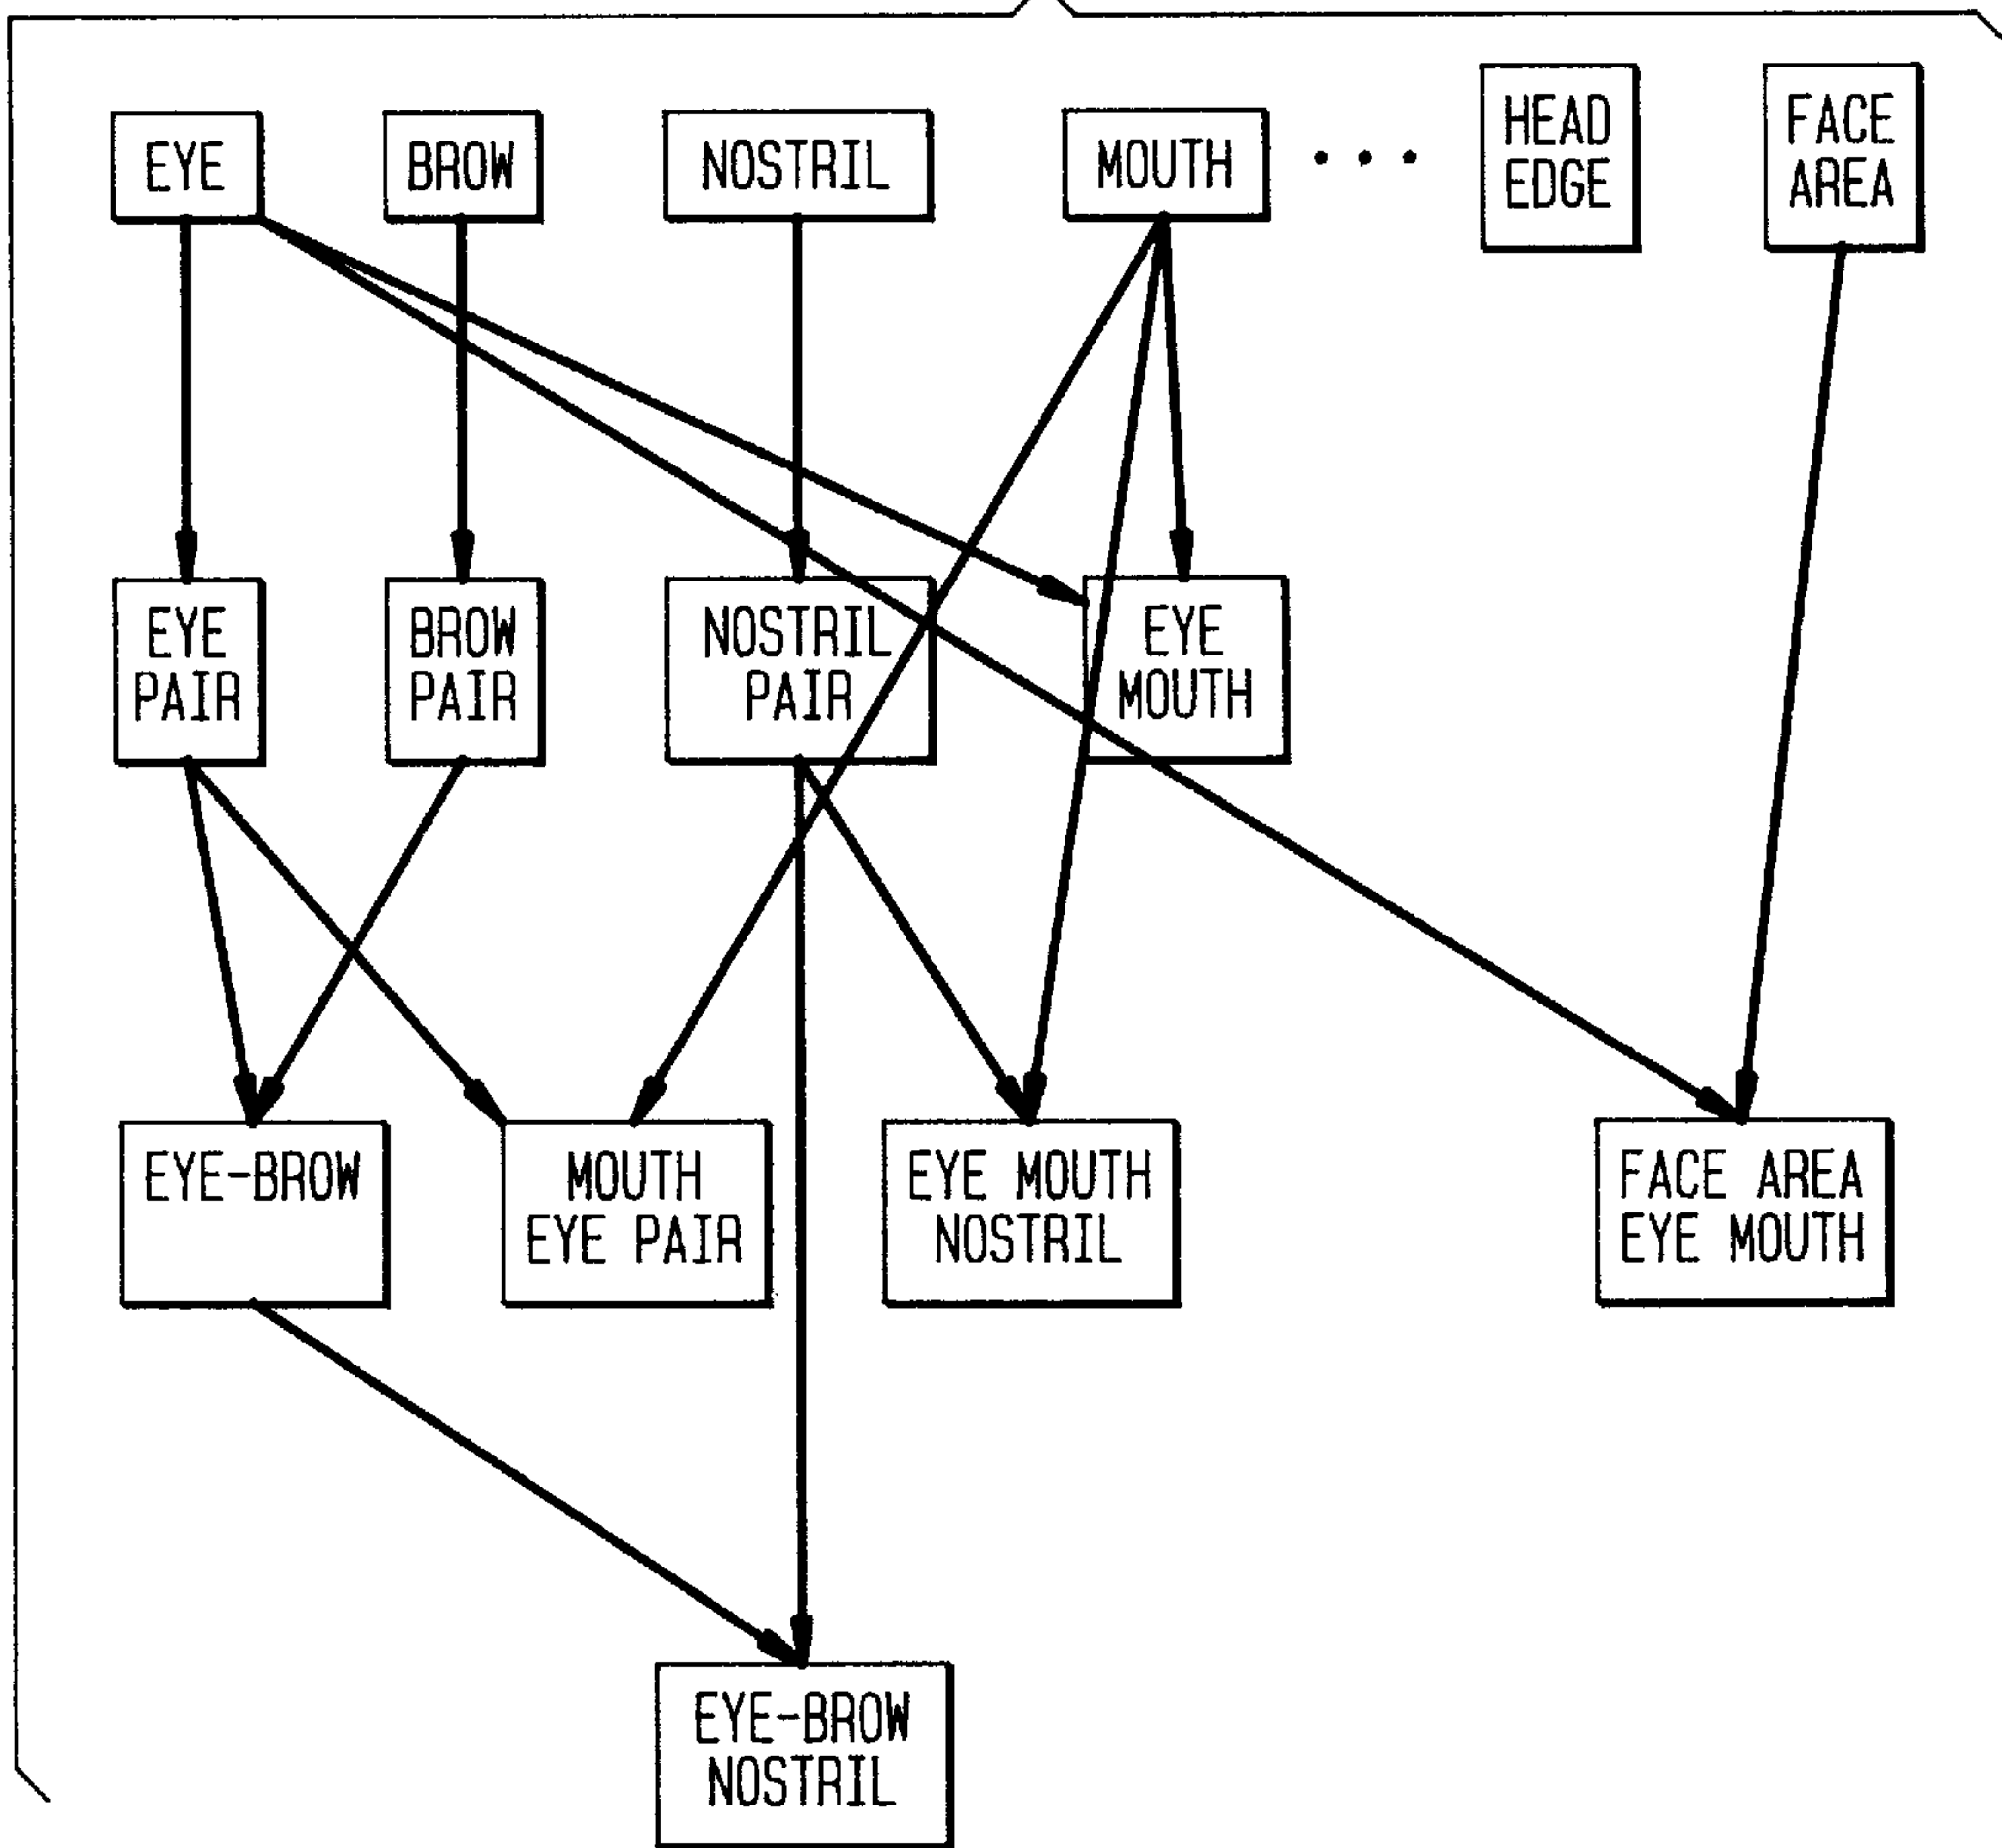 EYE
BROW
NOSTRIL
MOUTH
• • •
HEAD
EDGE
FACE
AREA
EYE
PAIR
BROW
PAIR
NOSTRIL
PAIR
EYE
MOUTH
EYE-BROW
MOUTH
EYE PAIR
EYE MOUTH
NOSTRIL
FACE AREA
EYE MOUTH
EYE-BROW
NOSTRIL